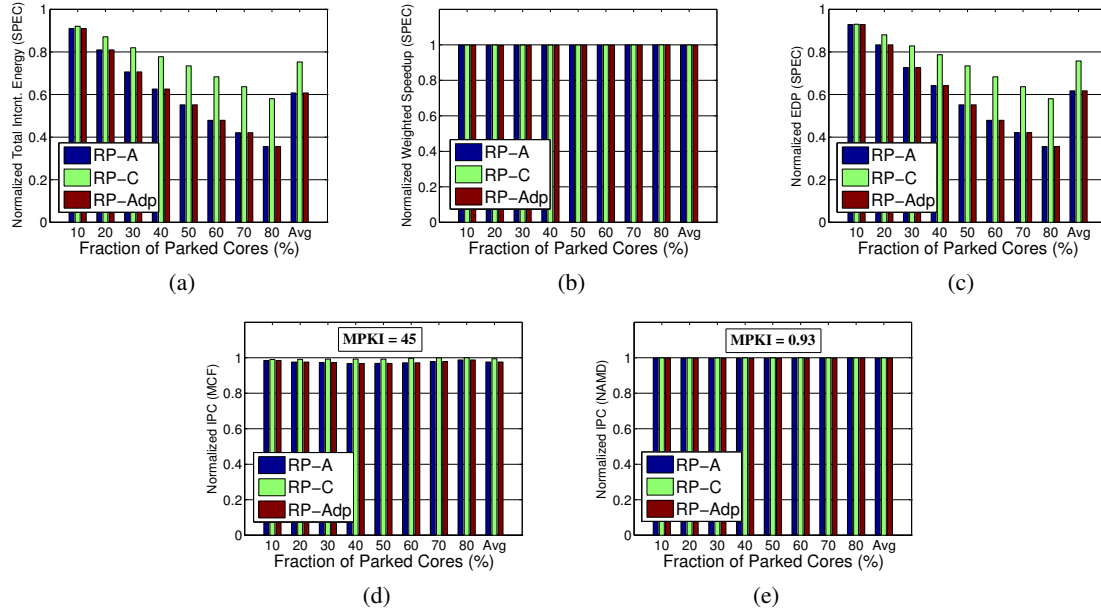 Normalized Total Intcnt. Energy (SPEC)
1
0.8
0.6
0.4
0.2
0
RP−A
RP−C
RP−Adp
10 20 30 40 50 60 70 80 Avg
Fraction of Parked Cores (%)
(a)
Normalized Weighted Speedup (SPEC)
1
0.8
0.6
0.4
0.2
0
RP−A
RP−C
RP−Adp
10 20 30 40 50 60 70 80 Avg
Fraction of Parked Cores (%)
(b)
Normalized EDP (SPEC)
1
0.8
0.6
0.4
0.2
0
RP−A
RP−C
RP−Adp
10 20 30 40 50 60 70 80 Avg
Fraction of Parked Cores (%)
(c)
Normalized IPC (MCF)
MPKI = 45
1
0.8
0.6
0.4
0.2
0
RP−A
RP−C
RP−Adp
10 20 30 40 50 60 70 80 Avg
Fraction of Parked Cores (%)
(d)
Normalized IPC (NAMD)
MPKI = 0.93
1
0.8
0.6
0.4
0.2
0
RP−A
RP−C
RP−Adp
10 20 30 40 50 60 70 80 Avg
Fraction of Parked Cores (%)
(e)